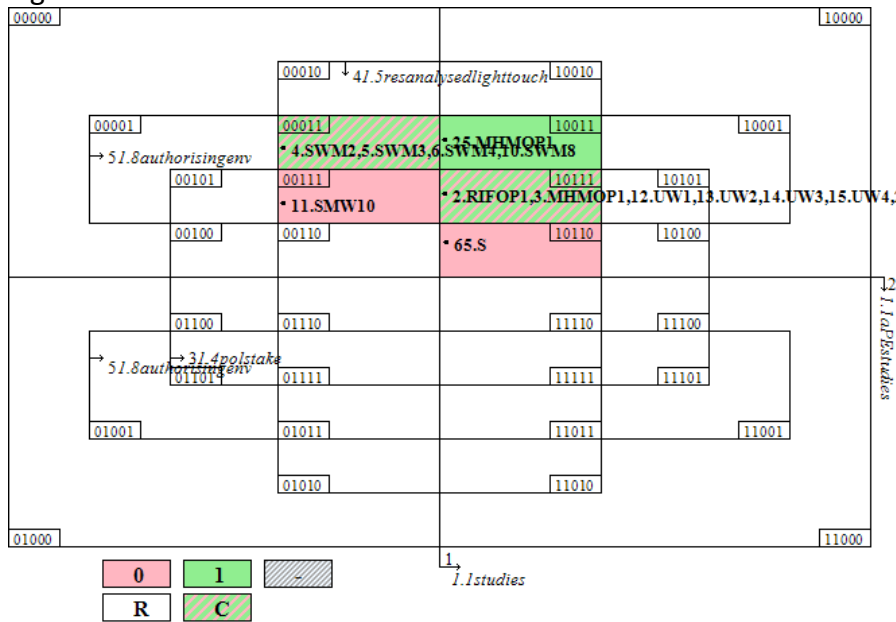 00000 10000
00010 41.5resanalysedlighttouch 10010
00001 00011 10011 10001
25.MHMOP1
4.SWM2,5.SWM3,6.SWM4,10.SWM8
51.8authorisingenv
00101 00111 10111 10101
2.RIFOP1,3.MHMOP1,12.UW1,13.UW2,14.UW3,15.UW4,
11.SMW10
00100 00110 10110 10100
65.S
2
1.1aPEstudies
01100 01110 11110 11100
31.4polstake
51.8authorisingenv
01101 01111 11111 11101
01001 01011 11011 11001
01010 11010
01000 11000
1
1.1studies
0 1 -
R C